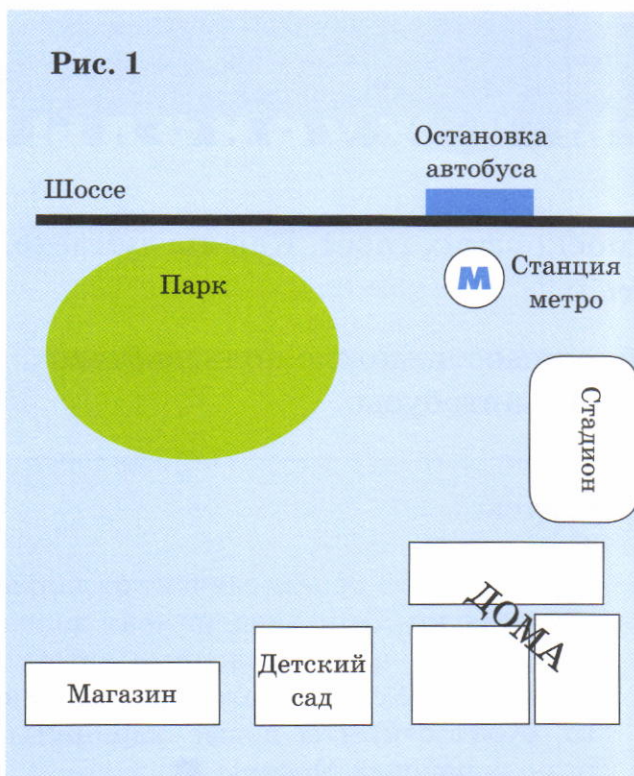 Рис. 1
Остановка
автобуса
Шоссе
Парк
М
Станция
метро
Стадион
ДОМА
Детский
сад
Магазин